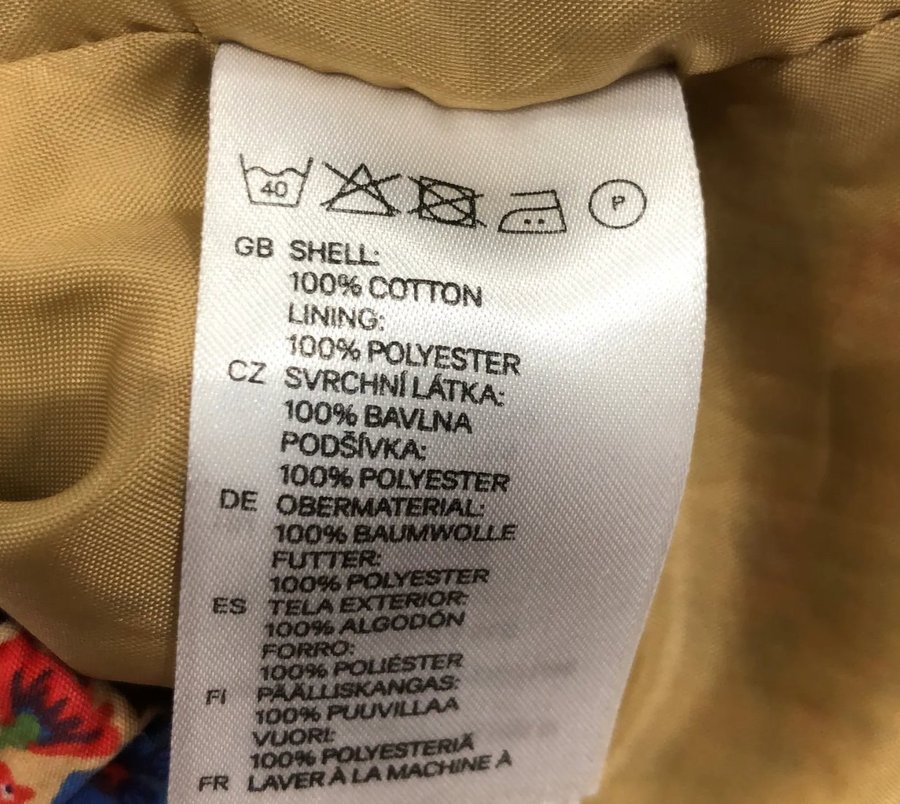 40 P
GB SHELL:
100% COTTON
LINING:
100% POLYESTER
CZ SVRCHNÍ LÁTKA:
100% BAVLNA
PODŠÍVKA:
100% POLYESTER
DE OBERMATERIAL:
100% BAUMWOLLE
FUTTER:
100% POLYESTER
ES TELA EXTERIOR:
100% ALGODÓN
FORRO:
100% POLIÉSTER
FI PÄÄLLISKANGAS:
100% PUUVILLAA
VUORI:
100% POLYESTERIÄ
FR LAVER À LA MACHINE À